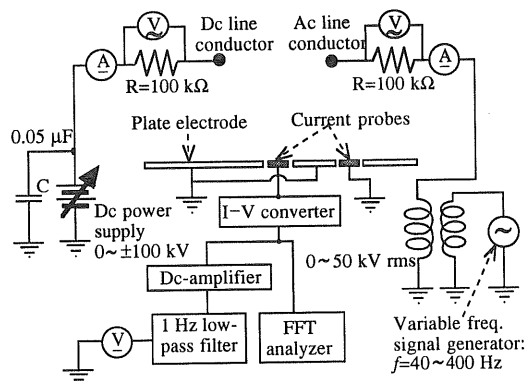 Dc line
conductor
Ac line
conductor
V
V
A
A
R=100 kΩ
R=100 kΩ
Plate electrode
Current probes
0.05 μF
C
Dc power
supply
0~±100 kV
I−V converter
Dc-amplifier
0~50 kV rms
1 Hz low-
pass filter
FFT
analyzer
V
~
Variable freq.
signal generator:
f=40~400 Hz